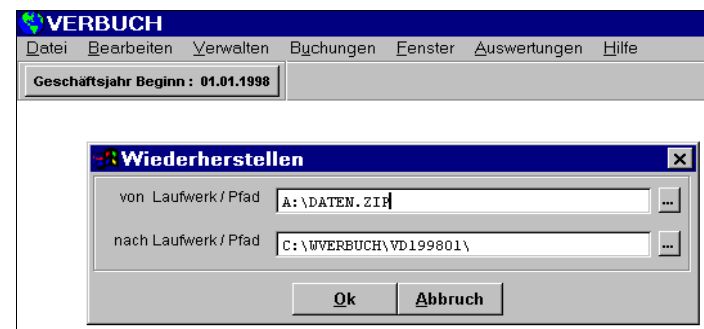 VERBUCH
Datei Bearbeiten Verwalten Buchungen Fenster Auswertungen Hilfe
Geschäftsjahr Beginn : 01.01.1998
Wiederherstellen
von Laufwerk / Pfad A:\DATEN.ZIP ...
nach Laufwerk / Pfad C:\WVERBUCH\VD199801\ ...
Ok Abbruch